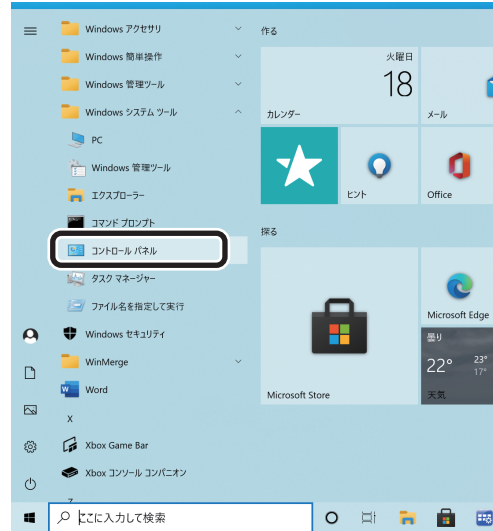 Windows アクセサリ
Windows 簡単操作
Windows 管理ツール
Windows システム ツール
PC
Windows 管理ツール
エクスプローラー
コマンド プロンプト
コントロール パネル
タスク マネージャー
ファイル名を指定して実行
Windows セキュリティ
WinMerge
Word
X
Xbox Game Bar
Xbox コンソール コンパニオン
Z
ここに入力して検索
作る
火曜日
18
カレンダー
メール
ヒント
Office
探る
Microsoft Store
Microsoft Edge
曇り
22° 23°
17°
天気